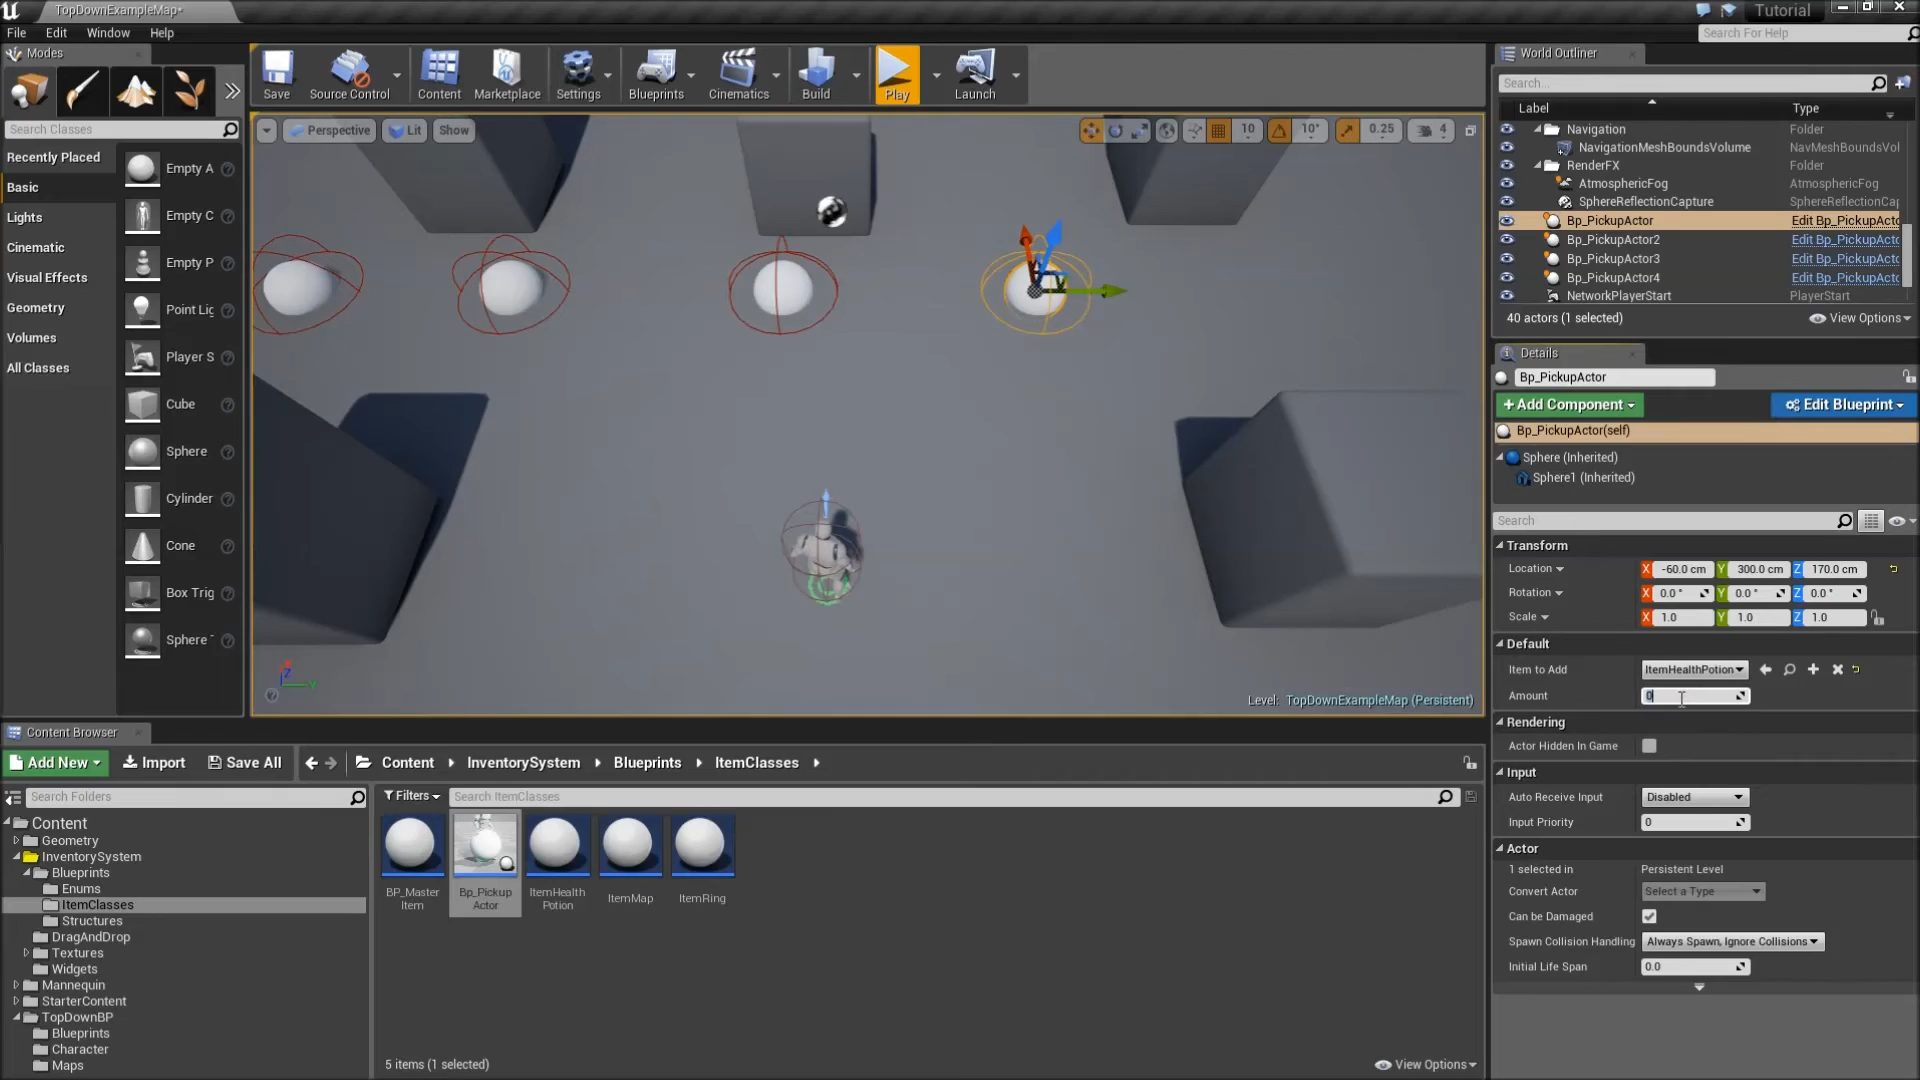 TopDownExampleMap*
Tutorial
File Edit Window Help
Search For Help
Modes
Save Source Control Content Marketplace Settings Blueprints Cinematics Build Play Launch
Search Classes
Recently Placed
Basic
Lights
Cinematic
Visual Effects
Geometry
Volumes
All Classes
Empty A
Empty C
Empty P
Point Lig
Player S
Cube
Sphere
Cylinder
Cone
Box Trig
Sphere
Perspective Lit Show
10 10° 0.25 4
Level: TopDownExampleMap (Persistent)
World Outliner
Search...
Label Type
Navigation Folder
NavigationMeshBoundsVolume NavMeshBoundsVol
RenderFX Folder
AtmosphericFog AtmosphericFog
SphereReflectionCapture SphereReflectionCap
Bp_PickupActor Edit Bp_PickupActo
Bp_PickupActor2 Edit Bp_PickupActo
Bp_PickupActor3 Edit Bp_PickupActo
Bp_PickupActor4 Edit Bp_PickupActo
NetworkPlayerStart PlayerStart
40 actors (1 selected) View Options
Details
Bp_PickupActor
+Add Component Edit Blueprint
Bp_PickupActor(self)
Sphere (Inherited)
Sphere1 (Inherited)
Search
Transform
Location X -60.0 cm Y 300.0 cm Z 170.0 cm
Rotation X 0.0 ° Y 0.0 ° Z 0.0 °
Scale X 1.0 Y 1.0 Z 1.0
Default
Item to Add ItemHealthPotion
Amount 0
Rendering
Actor Hidden In Game
Input
Auto Receive Input Disabled
Input Priority 0
Actor
1 selected in Persistent Level
Convert Actor Select a Type
Can be Damaged
Spawn Collision Handling Always Spawn, Ignore Collisions
Initial Life Span 0.0
Content Browser
Add New Import Save All Content InventorySystem Blueprints ItemClasses
Search Folders
Content
Geometry
InventorySystem
Blueprints
Enums
ItemClasses
Structures
DragAndDrop
Textures
Widgets
Mannequin
StarterContent
TopDownBP
Blueprints
Character
Maps
Filters Search ItemClasses
BP_Master Item
Bp_Pickup Actor
ItemHealth Potion
ItemMap
ItemRing
5 items (1 selected) View Options